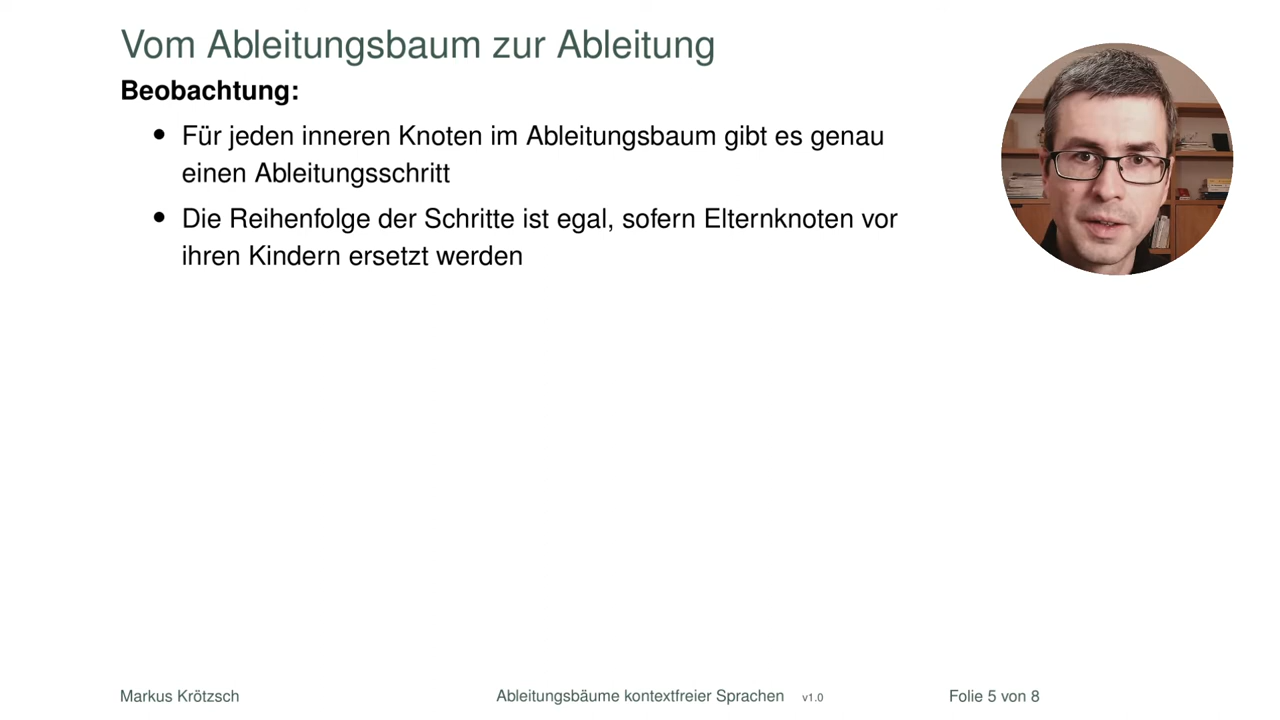 Vom Ableitungsbaum zur Ableitung
Beobachtung:
• Für jeden inneren Knoten im Ableitungsbaum gibt es genau
einen Ableitungsschritt
• Die Reihenfolge der Schritte ist egal, sofern Elternknoten vor
ihren Kindern ersetzt werden
Markus Krötzsch Ableitungsbäume kontextfreier Sprachen v1.0 Folie 5 von 8